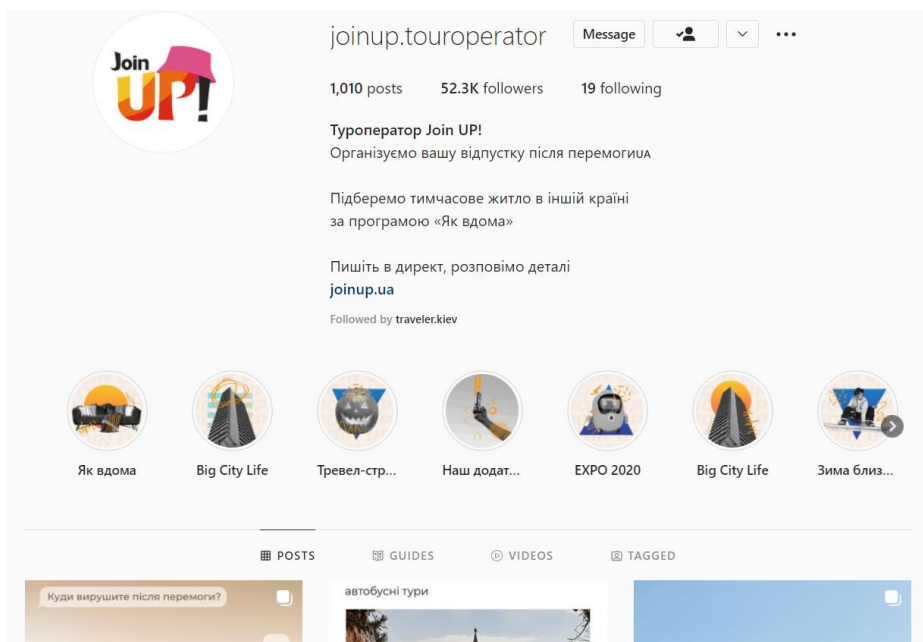 Join
UP!
joinup.touroperator
Message
1,010 posts 52.3K followers 19 following
Туроператор Join UP!
Організуємо вашу відпустку після перемогиUA
Підберемо тимчасове житло в іншій країні
за програмою «Як вдома»
Пишіть в директ, розповімо деталі
joinup.ua
Followed by traveler.kiev
Як вдома Big City Life Тревел-стр... Наш додат... EXPO 2020 Big City Life Зима близ...
POSTS GUIDES VIDEOS TAGGED
Куди вирушите після перемоги?
автобусні тури